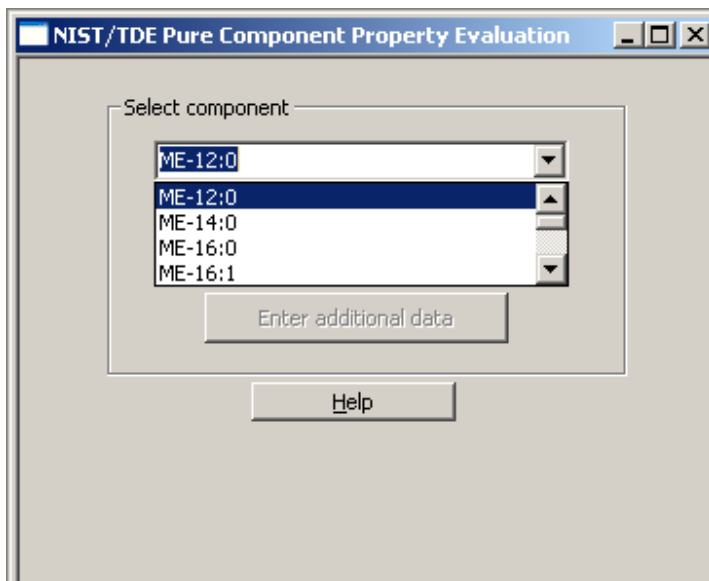 NIST/TDE Pure Component Property Evaluation
Select component
ME-12:0
ME-12:0
ME-14:0
ME-16:0
ME-16:1
Enter additional data
Help